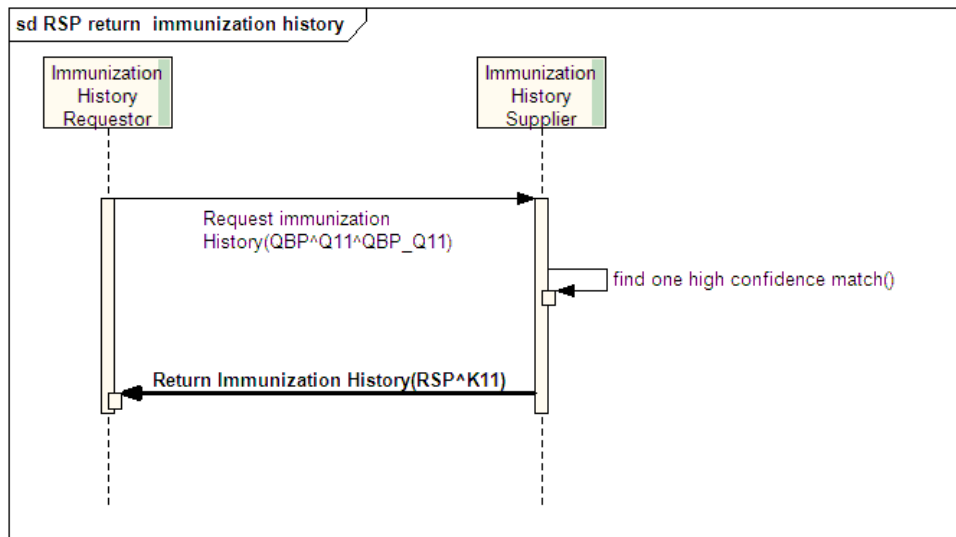 sd RSP return  immunization history
Immunization
History
Requestor
Immunization
History
Supplier
Request immunization
History(QBP^Q11^QBP_Q11)
find one high confidence match()
Return Immunization History(RSP^K11)